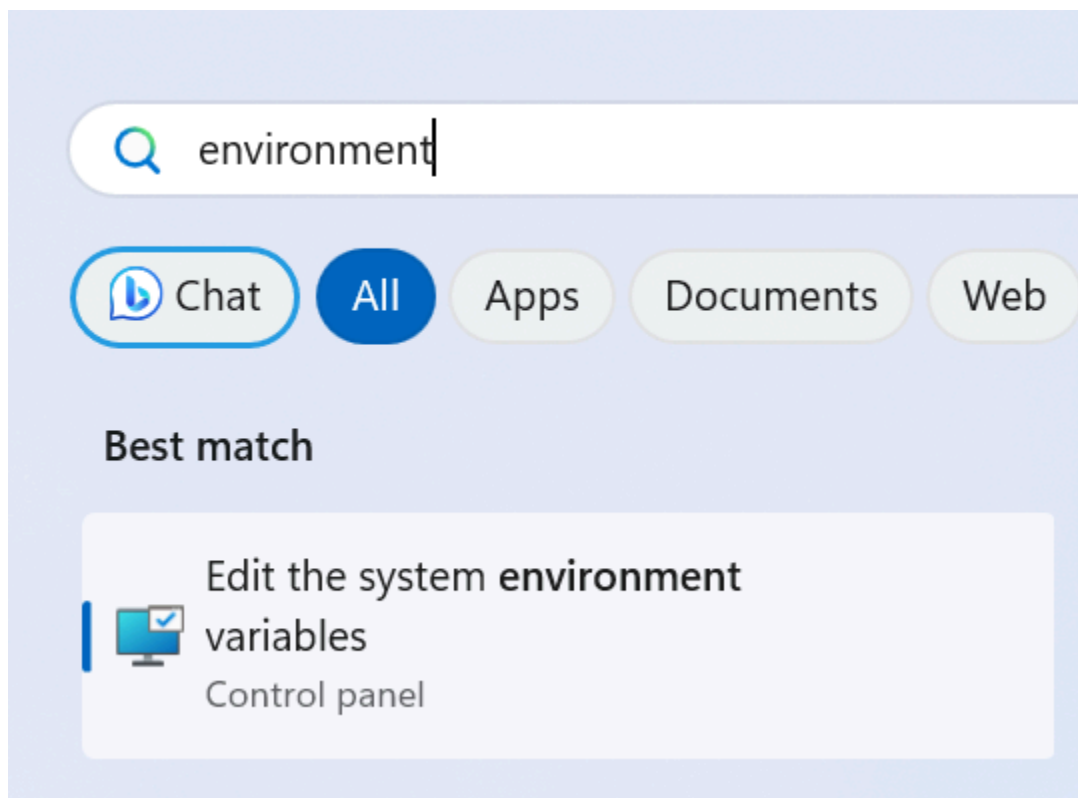 environment
Chat All Apps Documents Web
Best match
Edit the system environment
variables
Control panel